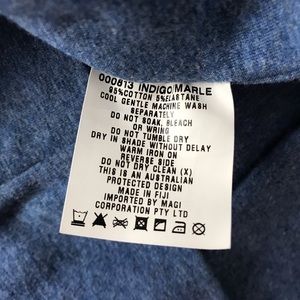 000813 INDIGO MARLE
95%COTTON 5%ELASTANE
COOL GENTLE MACHINE WASH
SEPARATELY
DO NOT SOAK, BLEACH
OR WRING
DO NOT TUMBLE DRY
DRY IN SHADE WITHOUT DELAY
WARM IRON ON
REVERSE SIDE
DO NOT DRY CLEAN (X)
THIS IS AN AUSTRALIAN
PROTECTED DESIGN
MADE IN FIJI
IMPORTED BY MAGI
CORPORATION PTY LTD